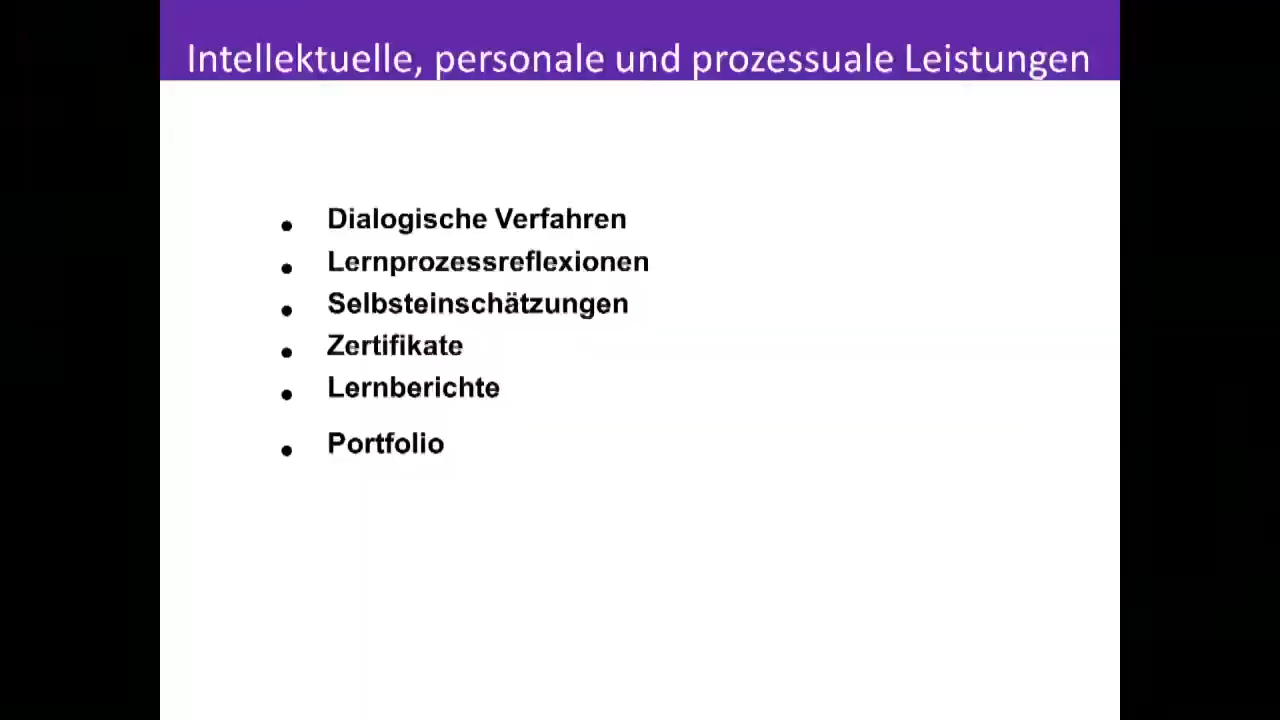 Intellektuelle, personale und prozessuale Leistungen
• Dialogische Verfahren
• Lernprozessreflexionen
• Selbsteinschätzungen
• Zertifikate
• Lernberichte
• Portfolio